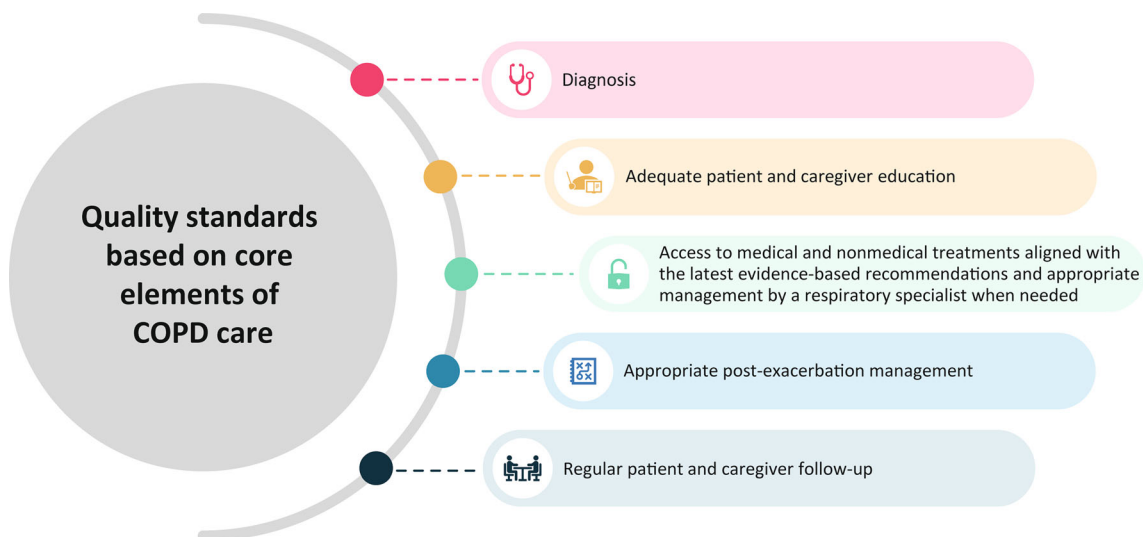 Quality standards
based on core
elements of
COPD care
Diagnosis
Adequate patient and caregiver education
Access to medical and nonmedical treatments aligned with
the latest evidence-based recommendations and appropriate
management by a respiratory specialist when needed
Appropriate post-exacerbation management
Regular patient and caregiver follow-up